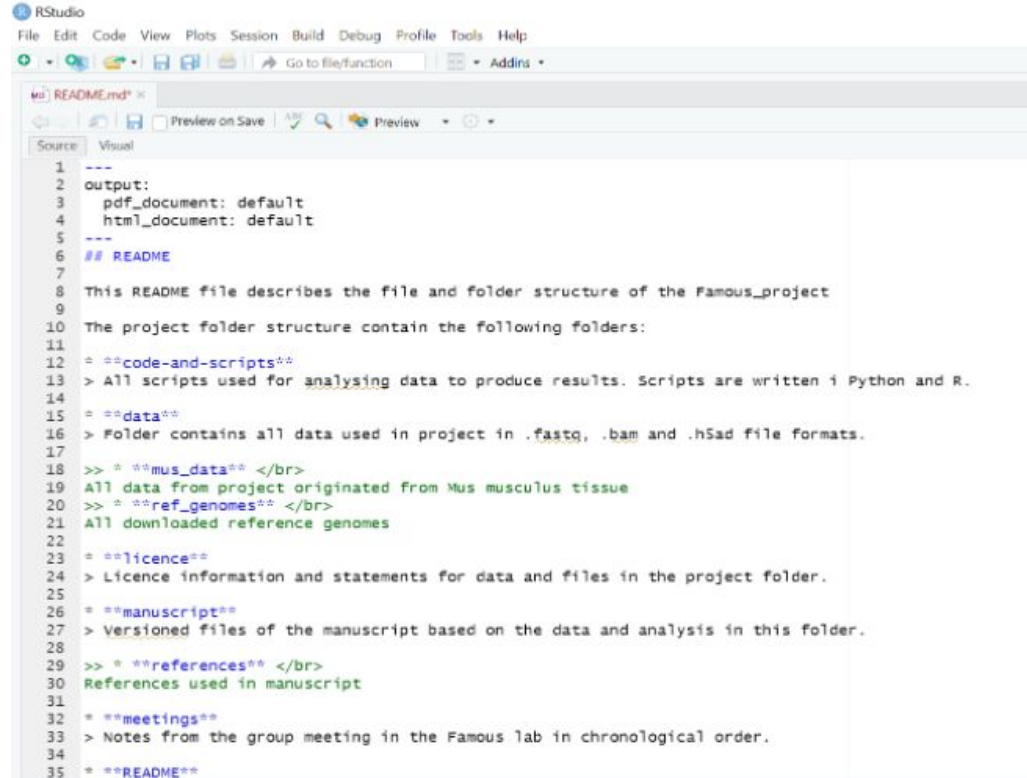 RStudio
File Edit Code View Plots Session Build Debug Profile Tools Help
Go to file/function Addins
README.md*
Preview on Save ABC Preview
Source Visual
1 ---
2 output:
3   pdf_document: default
4   html_document: default
5 ---
6 ## README
7
8 This README file describes the file and folder structure of the Famous_project
9
10 The project folder structure contain the following folders:
11
12 * **code-and-scripts**
13 > All scripts used for analysing data to produce results. Scripts are written i Python and R.
14
15 * **data**
16 > Folder contains all data used in project in .fastq, .bam and .h5ad file formats.
17
18 >> * **mus_data** </br>
19 All data from project originated from Mus musculus tissue
20 >> * **ref_genomes** </br>
21 All downloaded reference genomes
22
23 * **licence**
24 > Licence information and statements for data and files in the project folder.
25
26 * **manuscript**
27 > Versioned files of the manuscript based on the data and analysis in this folder.
28
29 >> * **references** </br>
30 References used in manuscript
31
32 * **meetings**
33 > Notes from the group meeting in the Famous lab in chronological order.
34
35 * **README**